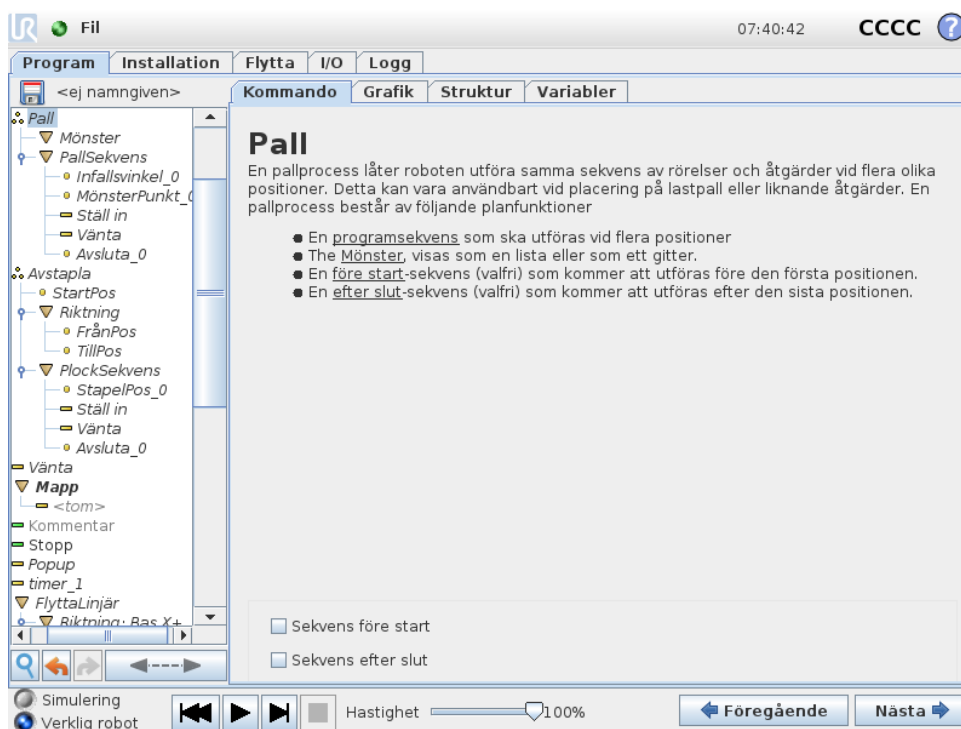 UR Fil 07:40:42 CCCC ?
Program Installation Flytta I/O Logg
<ej namngiven>
Kommando Grafik Struktur Variabler
Pall
Mönster
PallSekvens
Infallsvinkel_0
MönsterPunkt_0
Ställ in
Vänta
Avsluta_0
Avstapla
StartPos
Riktning
FrånPos
TillPos
PlockSekvens
StapelPos_0
Ställ in
Vänta
Avsluta_0
Vänta
Mapp
<tom>
Kommentar
Stopp
Popup
timer_1
FlyttaLinjär
Riktning: Bas X+
Pall
En pallprocess låter roboten utföra samma sekvens av rörelser och åtgärder vid flera olika
positioner. Detta kan vara användbart vid placering på lastpall eller liknande åtgärder. En
pallprocess består av följande planfunktioner
En programsekvens som ska utföras vid flera positioner
The Mönster, visas som en lista eller som ett gitter.
En före start-sekvens (valfri) som kommer att utföras före den första positionen.
En efter slut-sekvens (valfri) som kommer att utföras efter den sista positionen.
Sekvens före start
Sekvens efter slut
Simulering
Verklig robot
Hastighet 100%
Föregående Nästa